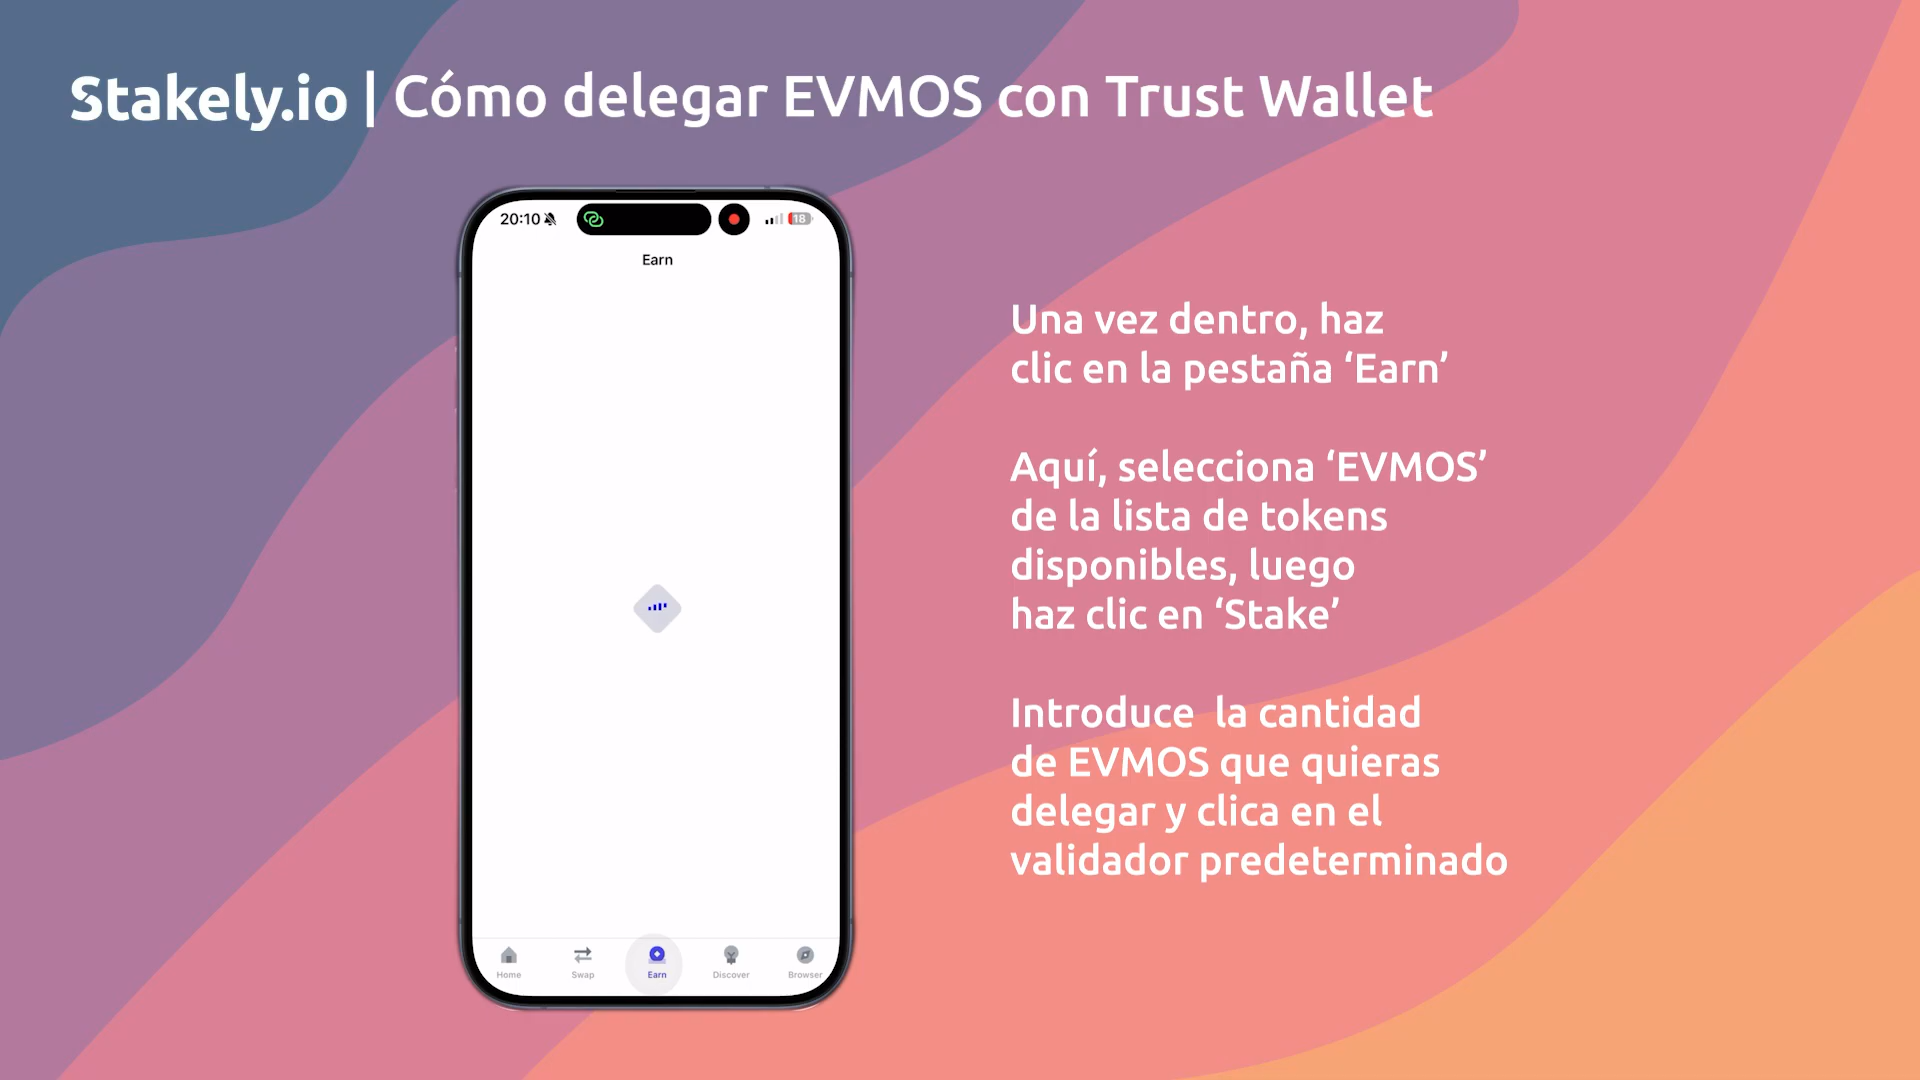 Stakely.io | Cómo delegar EVMOS con Trust Wallet
20:10
18
Earn
Home
Swap
Earn
Discover
Browser
Una vez dentro, haz
clic en la pestaña ‘Earn’
Aquí, selecciona ‘EVMOS’
de la lista de tokens
disponibles, luego
haz clic en ‘Stake’
Introduce  la cantidad
de EVMOS que quieras
delegar y clica en el
validador predeterminado